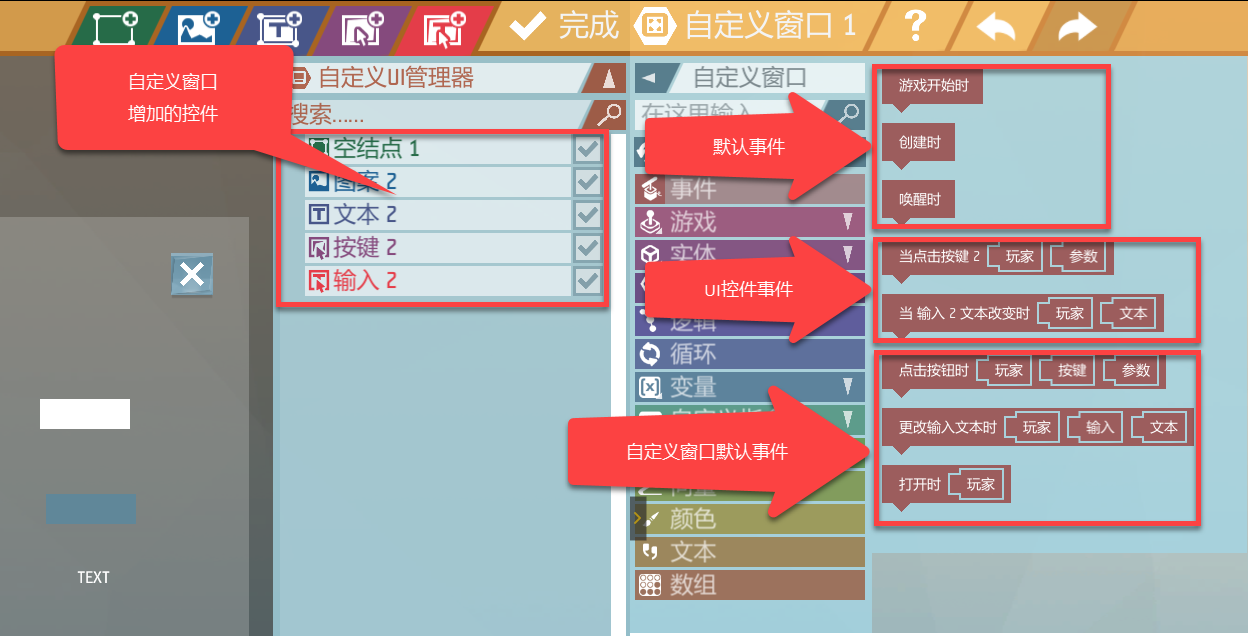 完成
自定义窗口 1
?
自定义窗口
增加的控件
自定义UI管理器
搜索......
空结点 1
图案 2
文本 2
按键 2
输入 2
TEXT
自定义窗口
在这里输入
事件
游戏
实体
逻辑
循环
变量
颜色
文本
数组
默认事件
UI控件事件
自定义窗口默认事件
游戏开始时
创建时
唤醒时
当点击按键 2 玩家 参数
当 输入 2 文本改变时 玩家 文本
点击按钮时 玩家 按键 参数
更改输入文本时 玩家 输入 文本
打开时 玩家